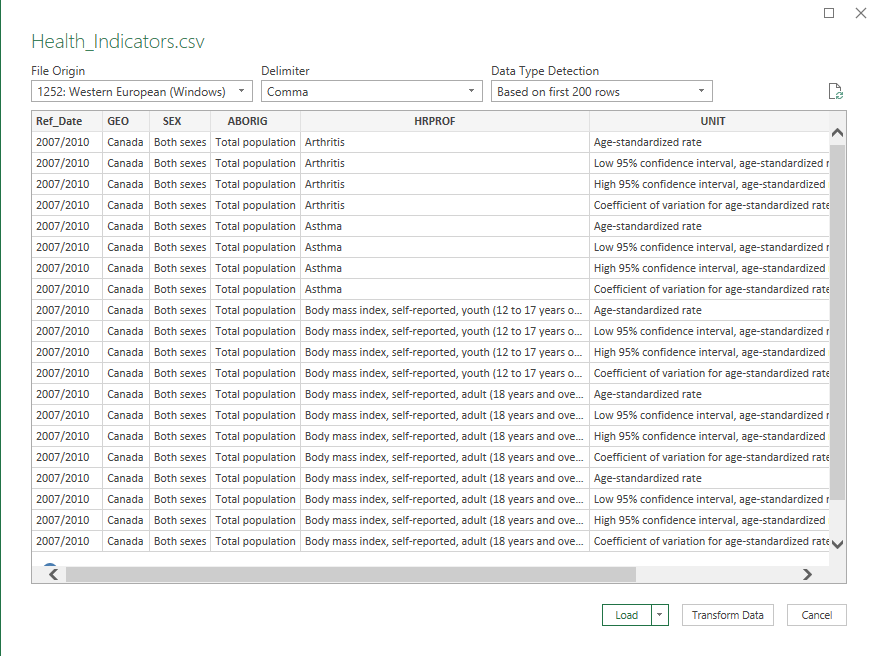 Health_Indicators.csv
File Origin Delimiter Data Type Detection
1252: Western European (Windows) Comma Based on first 200 rows
Ref_Date GEO SEX ABORIG HRPROF UNIT
2007/2010 Canada Both sexes Total population Arthritis Age-standardized rate
2007/2010 Canada Both sexes Total population Arthritis Low 95% confidence interval, age-standardized r
2007/2010 Canada Both sexes Total population Arthritis High 95% confidence interval, age-standardized
2007/2010 Canada Both sexes Total population Arthritis Coefficient of variation for age-standardized rate
2007/2010 Canada Both sexes Total population Asthma Age-standardized rate
2007/2010 Canada Both sexes Total population Asthma Low 95% confidence interval, age-standardized r
2007/2010 Canada Both sexes Total population Asthma High 95% confidence interval, age-standardized
2007/2010 Canada Both sexes Total population Asthma Coefficient of variation for age-standardized rate
2007/2010 Canada Both sexes Total population Body mass index, self-reported, youth (12 to 17 years o... Age-standardized rate
2007/2010 Canada Both sexes Total population Body mass index, self-reported, youth (12 to 17 years o... Low 95% confidence interval, age-standardized r
2007/2010 Canada Both sexes Total population Body mass index, self-reported, youth (12 to 17 years o... High 95% confidence interval, age-standardized
2007/2010 Canada Both sexes Total population Body mass index, self-reported, youth (12 to 17 years o... Coefficient of variation for age-standardized rate
2007/2010 Canada Both sexes Total population Body mass index, self-reported, adult (18 years and ove... Age-standardized rate
2007/2010 Canada Both sexes Total population Body mass index, self-reported, adult (18 years and ove... Low 95% confidence interval, age-standardized r
2007/2010 Canada Both sexes Total population Body mass index, self-reported, adult (18 years and ove... High 95% confidence interval, age-standardized
2007/2010 Canada Both sexes Total population Body mass index, self-reported, adult (18 years and ove... Coefficient of variation for age-standardized rate
2007/2010 Canada Both sexes Total population Body mass index, self-reported, adult (18 years and ove... Age-standardized rate
2007/2010 Canada Both sexes Total population Body mass index, self-reported, adult (18 years and ove... Low 95% confidence interval, age-standardized r
2007/2010 Canada Both sexes Total population Body mass index, self-reported, adult (18 years and ove... High 95% confidence interval, age-standardized
2007/2010 Canada Both sexes Total population Body mass index, self-reported, adult (18 years and ove... Coefficient of variation for age-standardized rate
Load Transform Data Cancel